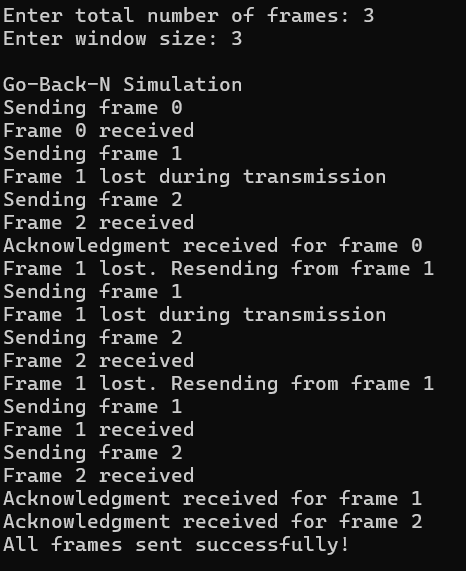 Enter total number of frames: 3
Enter window size: 3
Go-Back-N Simulation
Sending frame 0
Frame 0 received
Sending frame 1
Frame 1 lost during transmission
Sending frame 2
Frame 2 received
Acknowledgment received for frame 0
Frame 1 lost. Resending from frame 1
Sending frame 1
Frame 1 lost during transmission
Sending frame 2
Frame 2 received
Frame 1 lost. Resending from frame 1
Sending frame 1
Frame 1 received
Sending frame 2
Frame 2 received
Acknowledgment received for frame 1
Acknowledgment received for frame 2
All frames sent successfully!